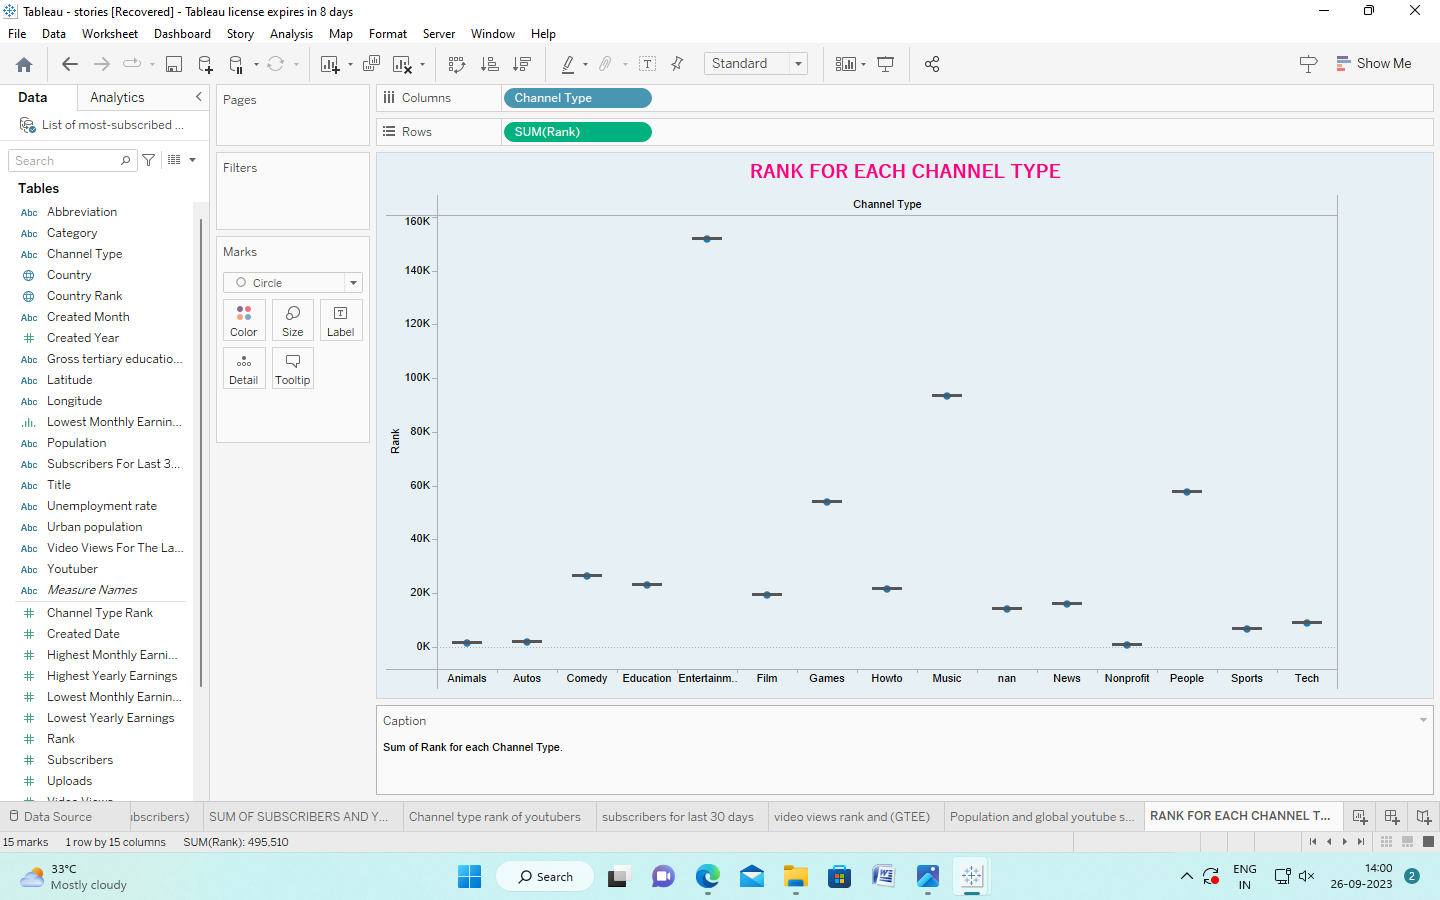 Tableau - stories [Recovered] - Tableau license expires in 8 days
File Data Worksheet Dashboard Story Analysis Map Format Server Window Help
Standard
Show Me
Data Analytics
List of most-subscribed ...
Search
Tables
Abc Abbreviation
Abc Category
Abc Channel Type
Country
Country Rank
Abc Created Month
# Created Year
Abc Gross tertiary educatio...
Abc Latitude
Abc Longitude
Lowest Monthly Earnin...
Abc Population
Abc Subscribers For Last 3...
Abc Title
Abc Unemployment rate
Abc Urban population
Abc Video Views For The La...
Abc Youtuber
Abc Measure Names
# Channel Type Rank
# Created Date
# Highest Monthly Earni...
# Highest Yearly Earnings
# Lowest Monthly Earnin...
# Lowest Yearly Earnings
# Rank
# Subscribers
# Uploads
Pages
Filters
Marks
Circle
Color Size Label
Detail Tooltip
Columns Channel Type
Rows SUM(Rank)
RANK FOR EACH CHANNEL TYPE
Channel Type
160K
140K
120K
100K
80K
60K
40K
20K
0K
Rank
Animals Autos Comedy Education Entertainm.. Film Games Howto Music nan News Nonprofit People Sports Tech
Caption
Sum of Rank for each Channel Type.
Data Source ubscribers) SUM OF SUBSCRIBERS AND Y... Channel type rank of youtubers subscribers for last 30 days video views rank and (GTEE) Population and global youtube s... RANK FOR EACH CHANNEL T...
15 marks 1 row by 15 columns SUM(Rank): 495,510
33°C
Mostly cloudy
Search
ENG
IN
14:00
26-09-2023
2